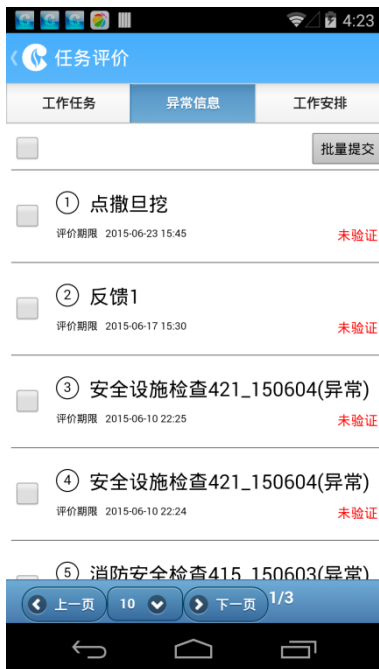 4:23
任务评价
工作任务 异常信息 工作安排
批量提交
① 点撒旦挖
评价期限 2015-06-23 15:45 未验证
② 反馈1
评价期限 2015-06-17 15:30 未验证
③ 安全设施检查421_150604(异常)
评价期限 2015-06-10 22:25 未验证
④ 安全设施检查421_150604(异常)
评价期限 2015-06-10 22:24 未验证
⑤ 消防安全检查415_150603(异常)
上一页 10 下一页 1/3